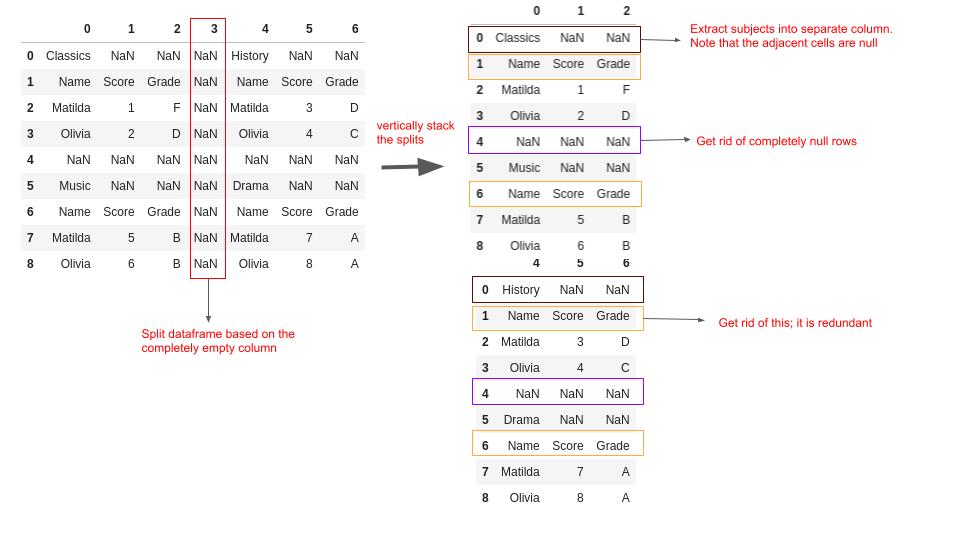 0 1 2 3 4 5 6
0 Classics NaN NaN NaN History NaN NaN
1 Name Score Grade NaN Name Score Grade
2 Matilda 1 F NaN Matilda 3 D
3 Olivia 2 D NaN Olivia 4 C
4 NaN NaN NaN NaN NaN NaN NaN
5 Music NaN NaN NaN Drama NaN NaN
6 Name Score Grade NaN Name Score Grade
7 Matilda 5 B NaN Matilda 7 A
8 Olivia 6 B NaN Olivia 8 A
Split dataframe based on the
completely empty column
vertically stack
the splits
0 1 2
0 Classics NaN NaN
1 Name Score Grade
2 Matilda 1 F
3 Olivia 2 D
4 NaN NaN NaN
5 Music NaN NaN
6 Name Score Grade
7 Matilda 5 B
8 Olivia 6 B
4 5 6
0 History NaN NaN
1 Name Score Grade
2 Matilda 3 D
3 Olivia 4 C
4 NaN NaN NaN
5 Drama NaN NaN
6 Name Score Grade
7 Matilda 7 A
8 Olivia 8 A
Extract subjects into separate column.
Note that the adjacent cells are null
Get rid of completely null rows
Get rid of this; it is redundant